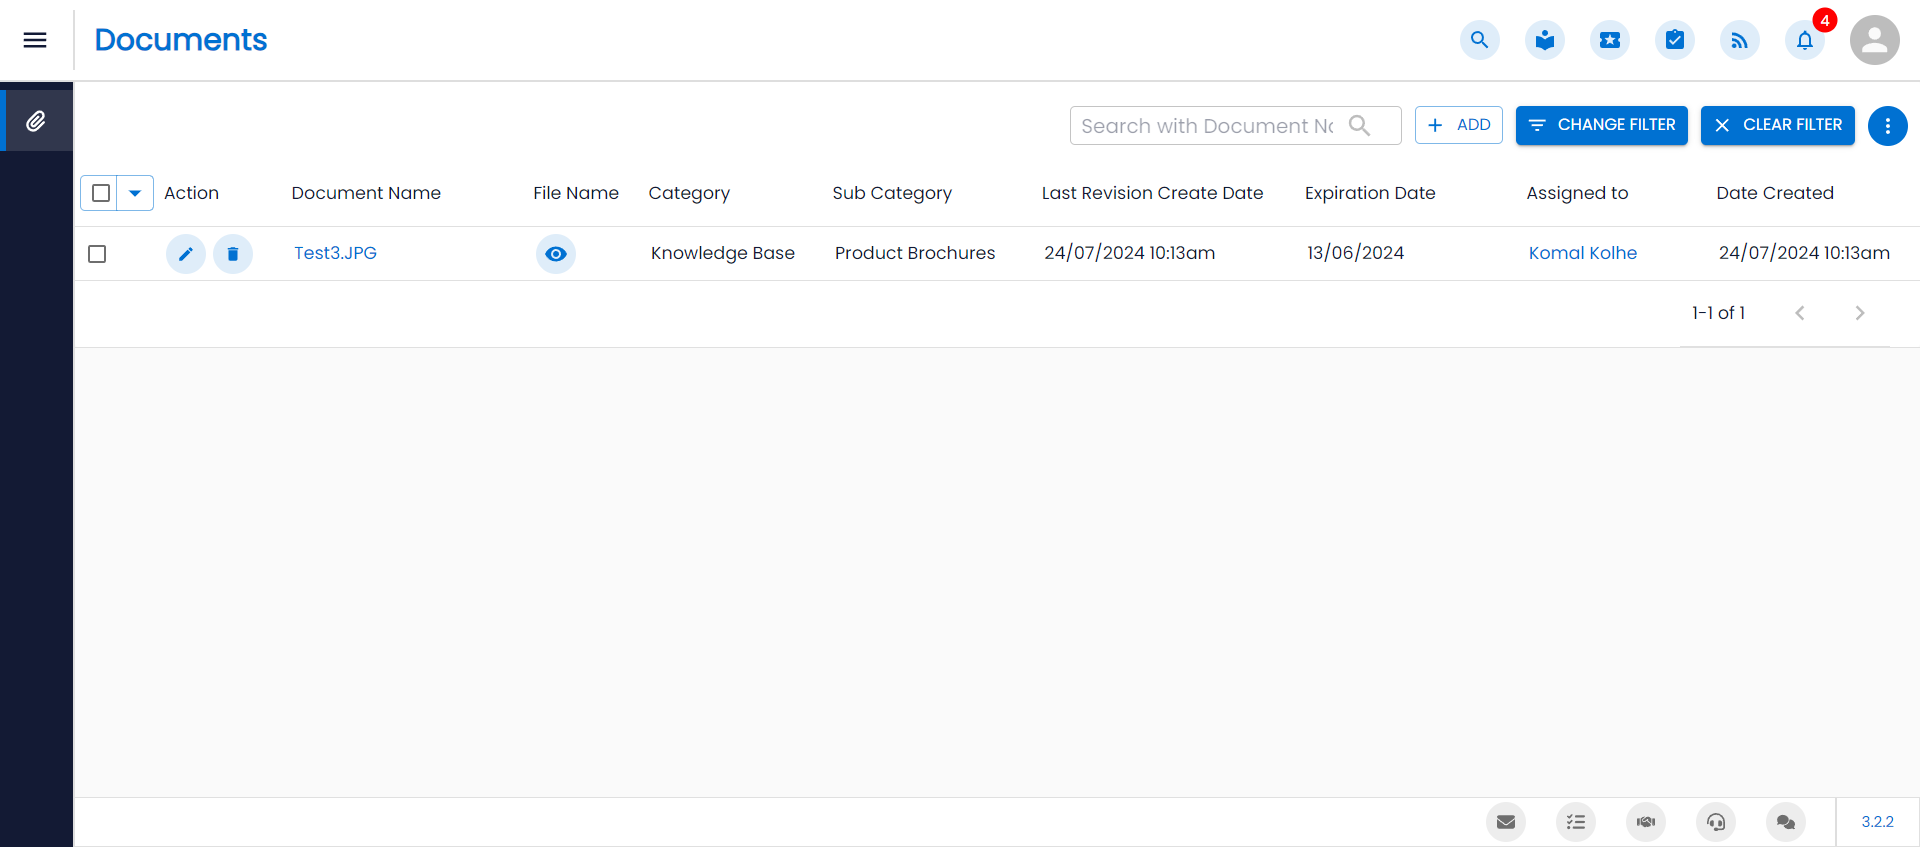 Documents
4
Search with Document Na
ADD
CHANGE FILTER
CLEAR FILTER
Action Document Name File Name Category Sub Category Last Revision Create Date Expiration Date Assigned to Date Created
Test3.JPG Knowledge Base Product Brochures 24/07/2024 10:13am 13/06/2024 Komal Kolhe 24/07/2024 10:13am
1-1 of 1
3.2.2